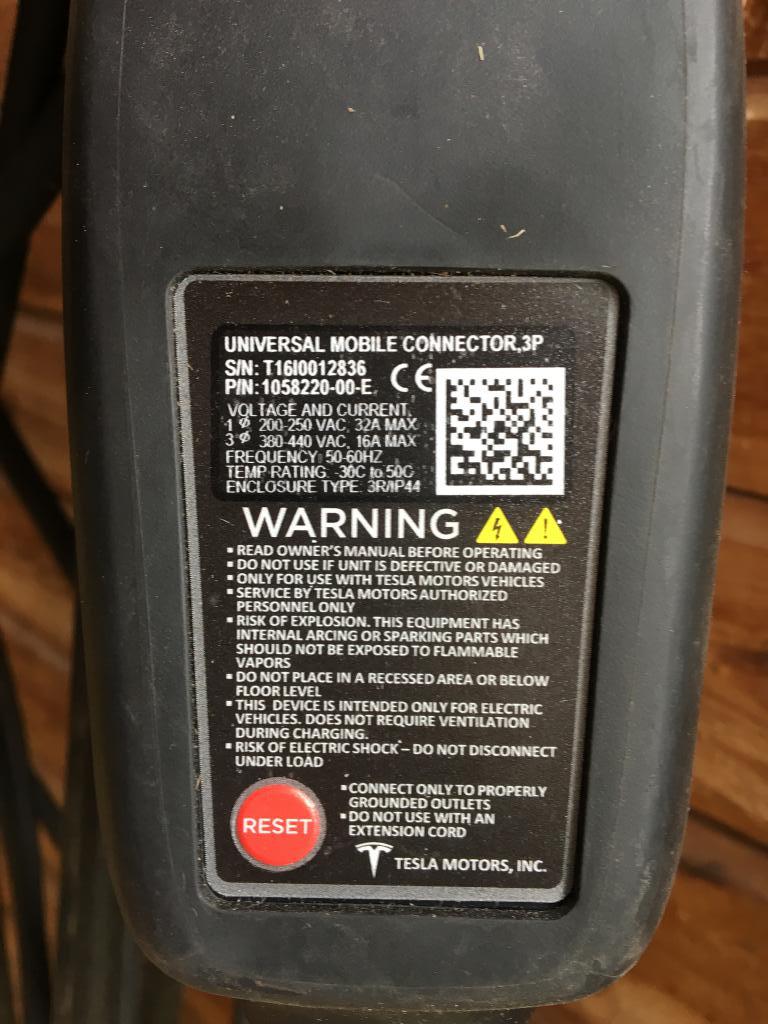 UNIVERSAL MOBILE CONNECTOR,3P
S/N: T16I0012836
P/N:1058220-00-E
CE
VOLTAGE AND CURRENT
1 ϕ 200-250 VAC, 32A MAX
3 ϕ 380-440 VAC, 16A MAX
FREQUENCY: 50-60HZ
TEMP RATING: -30C to 50C
ENCLOSURE TYPE: 3R/IP44
WARNING
▪ READ OWNER'S MANUAL BEFORE OPERATING
▪ DO NOT USE IF UNIT IS DEFECTIVE OR DAMAGED
▪ ONLY FOR USE WITH TESLA MOTORS VEHICLES
▪ SERVICE BY TESLA MOTORS AUTHORIZED
PERSONNEL ONLY
▪ RISK OF EXPLOSION. THIS EQUIPMENT HAS
INTERNAL ARCING OR SPARKING PARTS WHICH
SHOULD NOT BE EXPOSED TO FLAMMABLE
VAPORS
▪ DO NOT PLACE IN A RECESSED AREA OR BELOW
FLOOR LEVEL
▪ THIS DEVICE IS INTENDED ONLY FOR ELECTRIC
VEHICLES. DOES NOT REQUIRE VENTILATION
DURING CHARGING.
▪ RISK OF ELECTRIC SHOCK – DO NOT DISCONNECT
UNDER LOAD
▪ CONNECT ONLY TO PROPERLY
GROUNDED OUTLETS
▪ DO NOT USE WITH AN
EXTENSION CORD
RESET
TESLA MOTORS, INC.